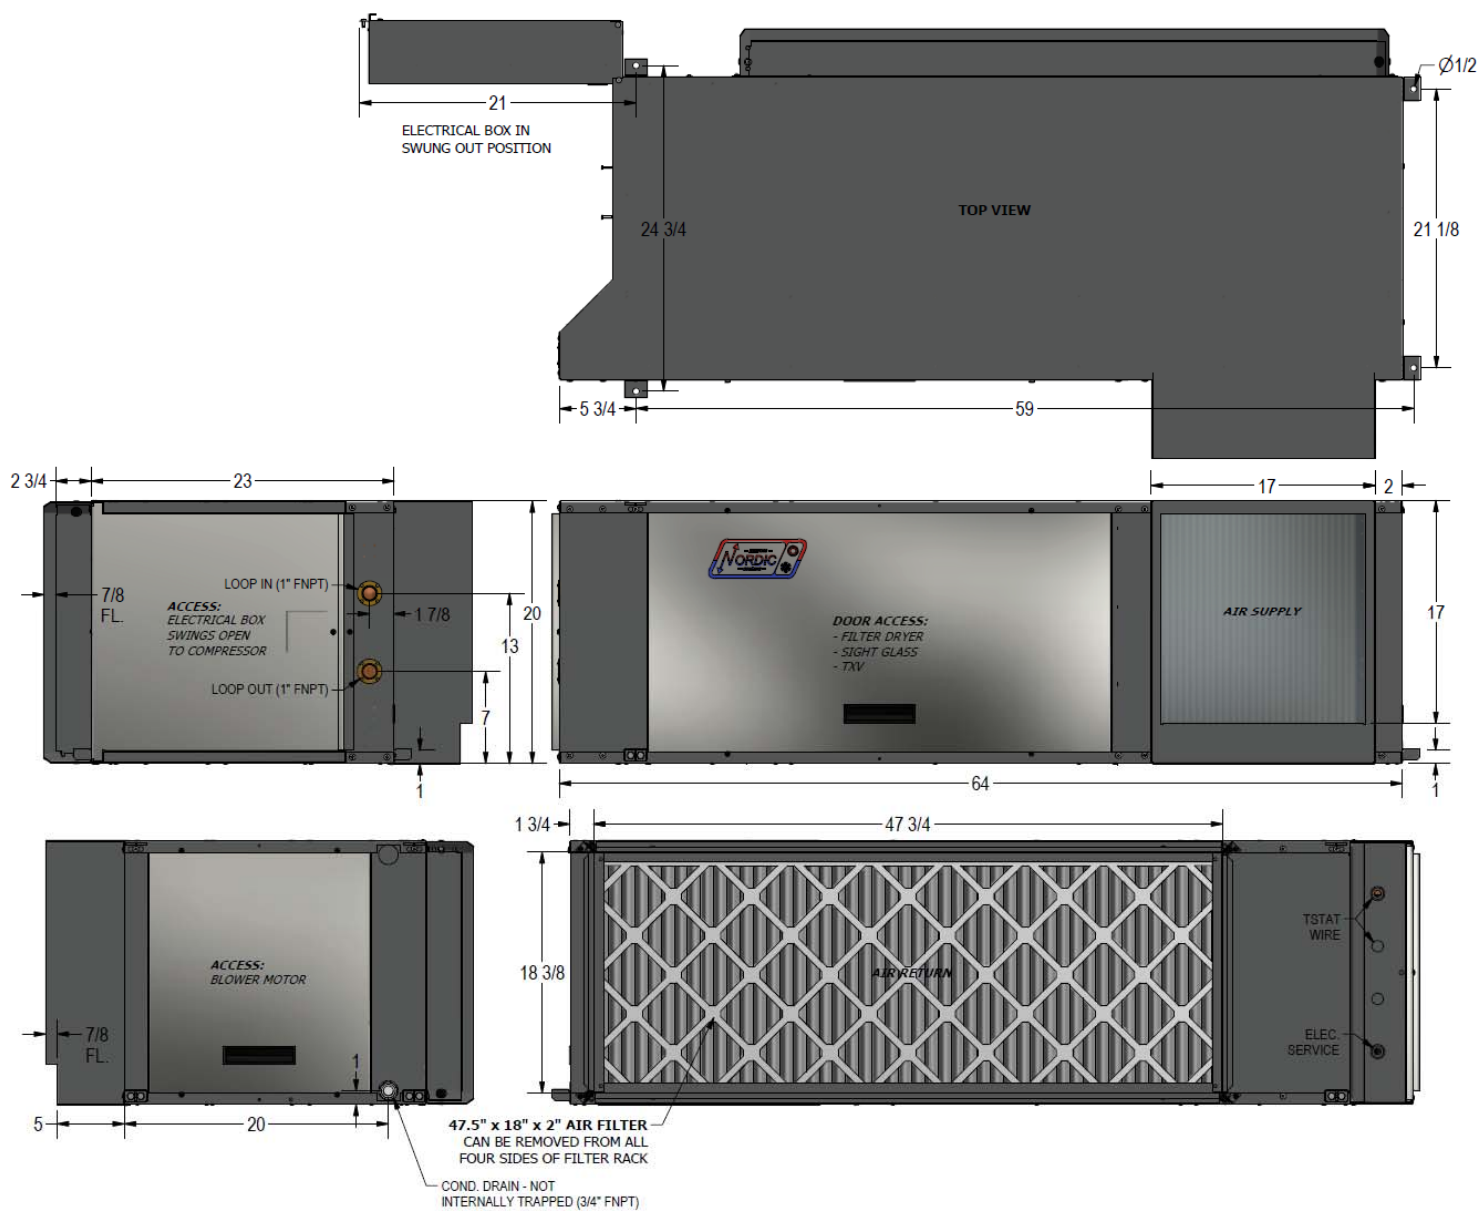 Ø1/2
21
ELECTRICAL BOX IN
SWUNG OUT POSITION
TOP VIEW
24 3/4
21 1/8
5 3/4
59
2 3/4
23
17
2
LOOP IN (1" FNPT)
7/8
FL.
ACCESS:
ELECTRICAL BOX
SWINGS OPEN
TO COMPRESSOR
1 7/8
LOOP OUT (1" FNPT)
20
13
7
1
NORDIC
DOOR ACCESS:
- FILTER DRYER
- SIGHT GLASS
- TXV
AIR SUPPLY
17
64
1
1 3/4
47 3/4
ACCESS:
BLOWER MOTOR
18 3/8
AIR RETURN
TSTAT
WIRE
ELEC.
SERVICE
7/8
FL.
1
5
20
47.5" x 18" x 2" AIR FILTER
CAN BE REMOVED FROM ALL
FOUR SIDES OF FILTER RACK
COND. DRAIN - NOT
INTERNALLY TRAPPED (3/4" FNPT)